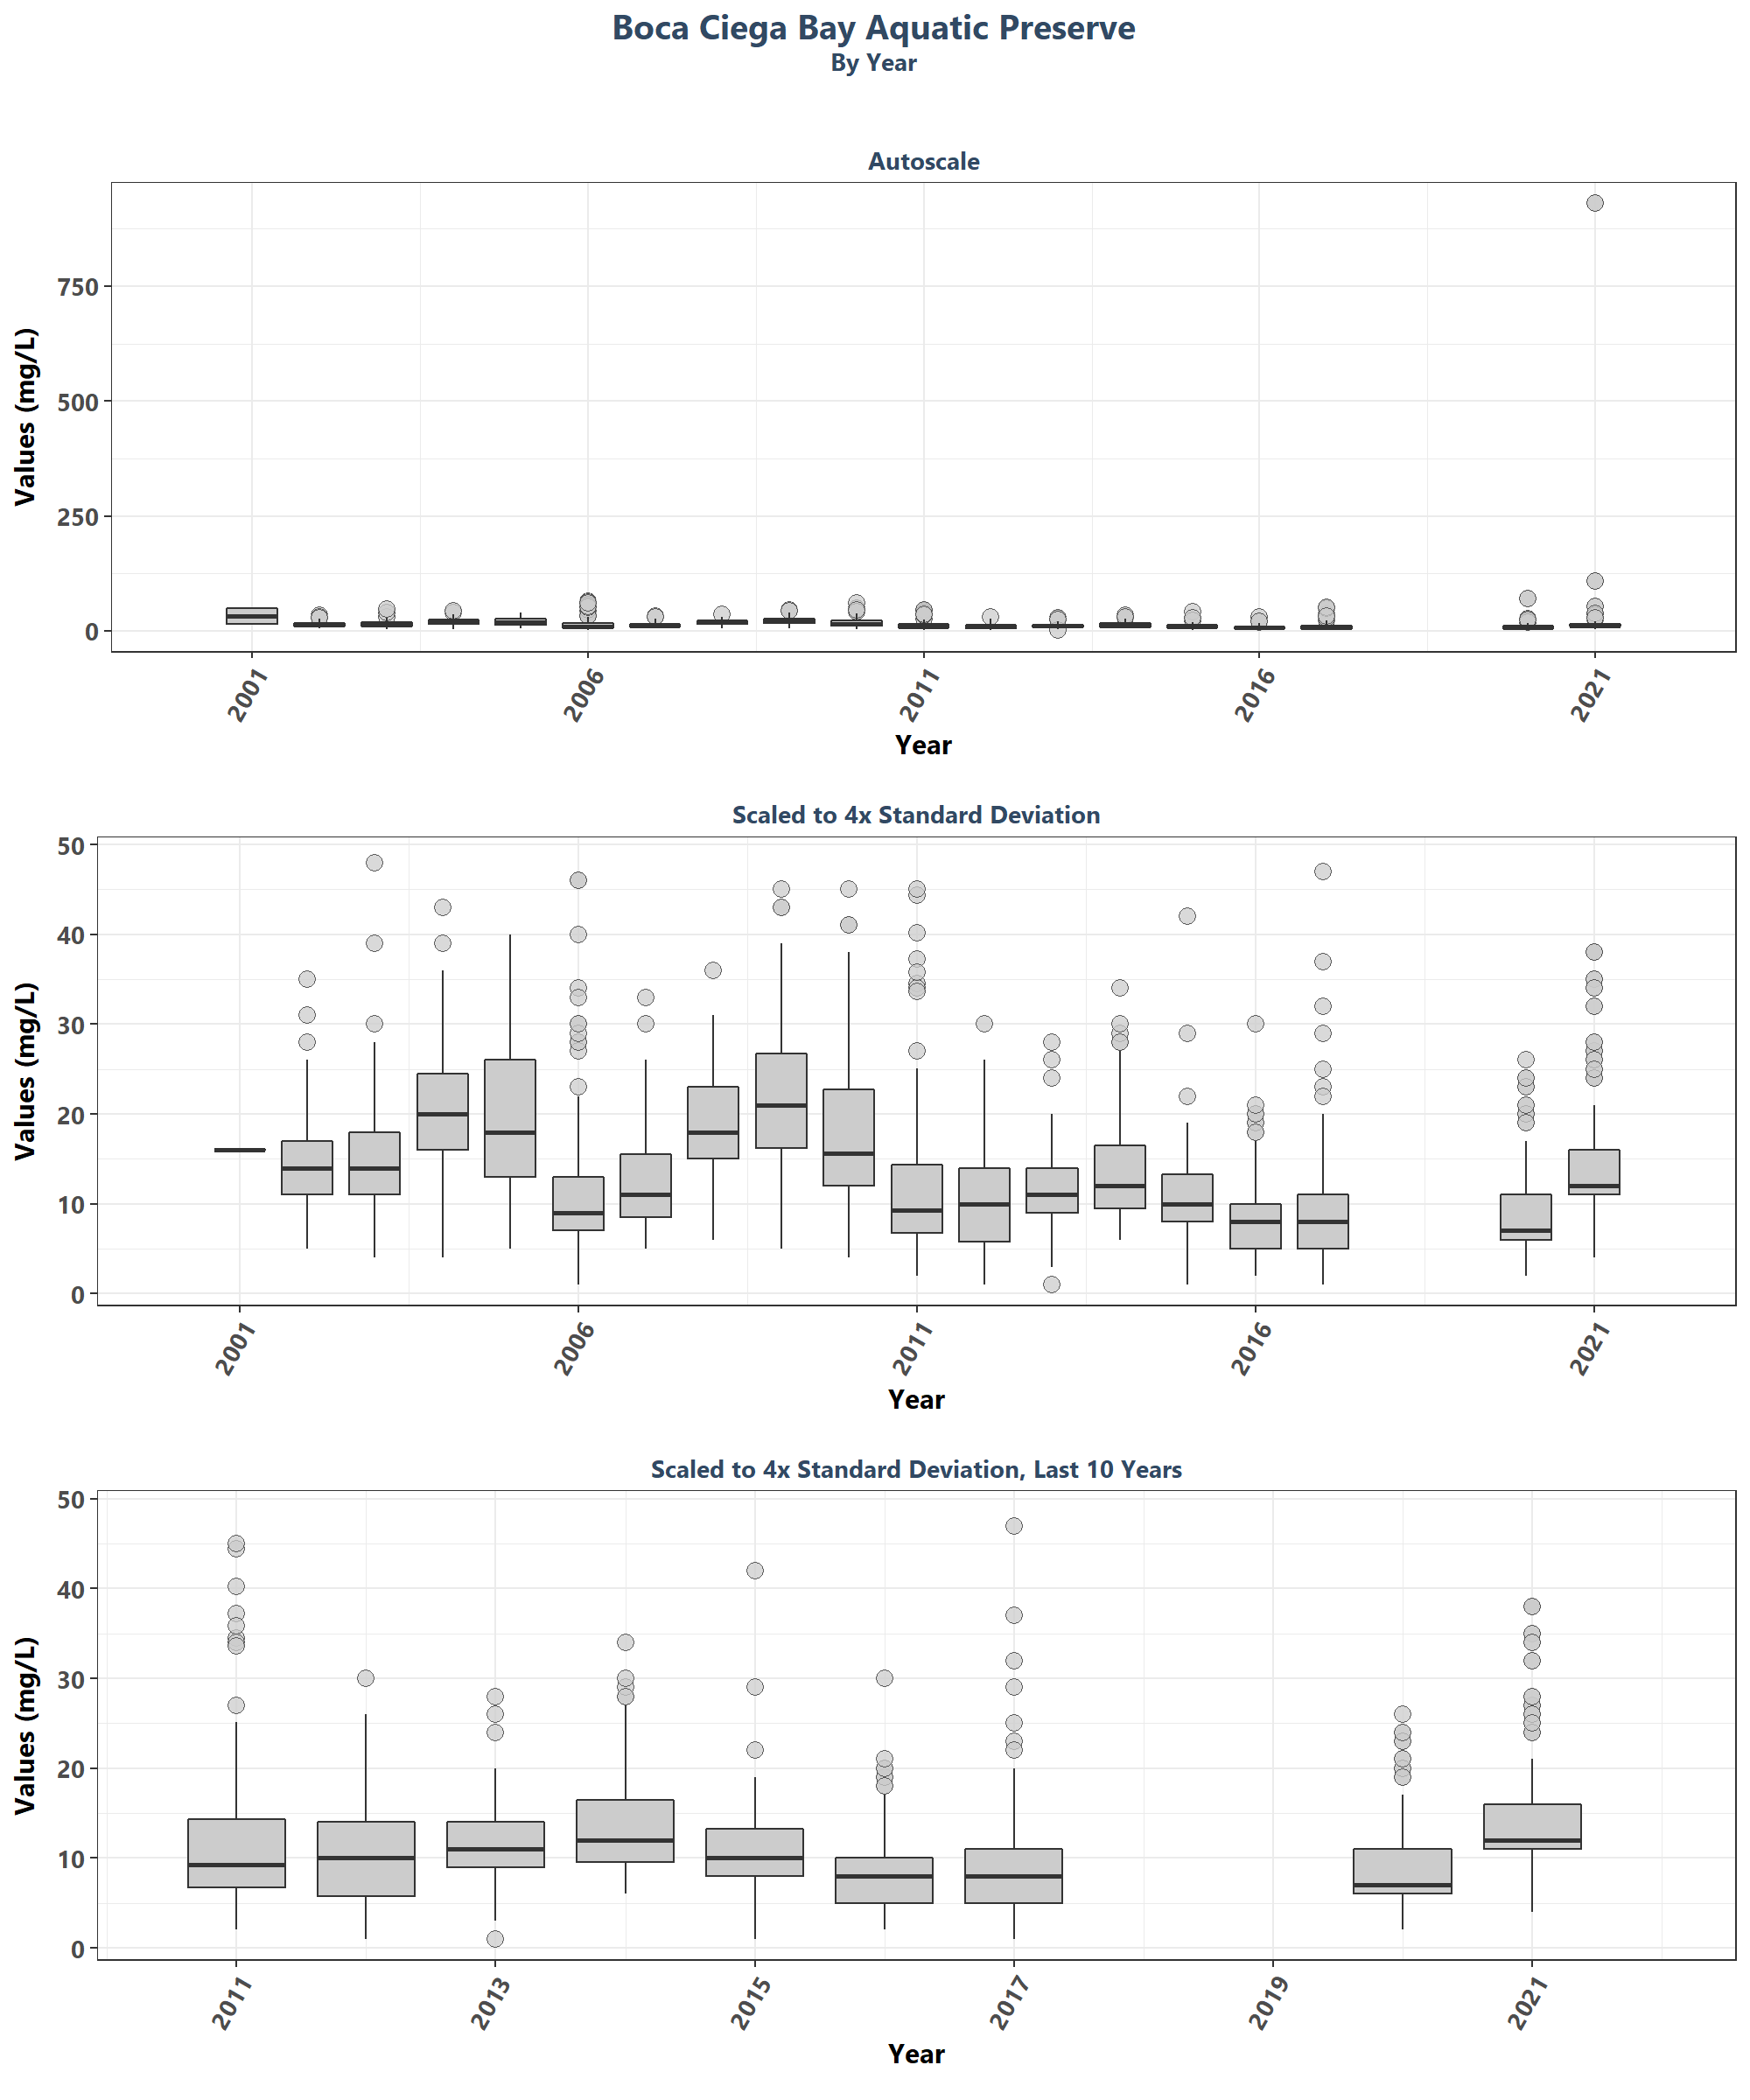 Boca Ciega Bay Aquatic Preserve
By Year
Autoscale
Values (mg/L)
750
500
250
0
2001 2006 2011 2016 2021
Year
Scaled to 4x Standard Deviation
Values (mg/L)
50
40
30
20
10
0
2001 2006 2011 2016 2021
Year
Scaled to 4x Standard Deviation, Last 10 Years
Values (mg/L)
50
40
30
20
10
0
2011 2013 2015 2017 2019 2021
Year